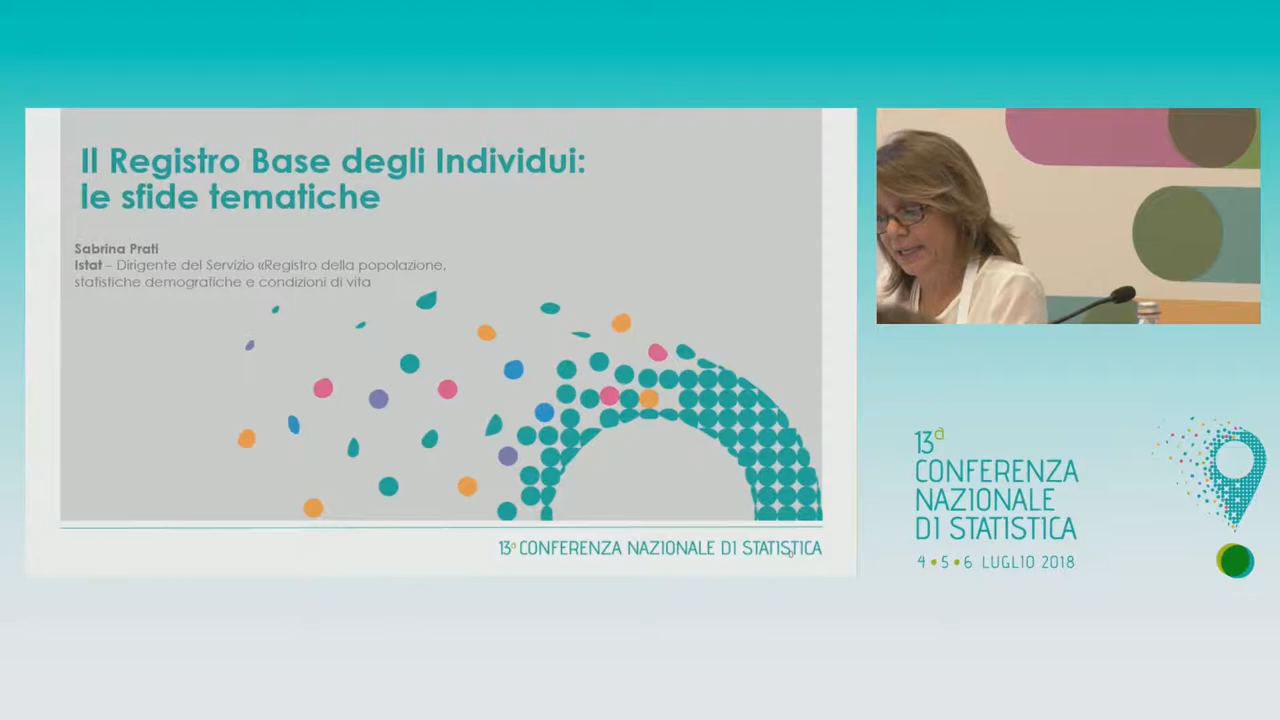 Il Registro Base degli Individui:
le sfide tematiche
Sabrina Prati
Istat – Dirigente del Servizio «Registro della popolazione,
statistiche demografiche e condizioni di vita
13ª CONFERENZA NAZIONALE DI STATISTICA
13ª
CONFERENZA
NAZIONALE
DI STATISTICA
4•5•6 LUGLIO 2018